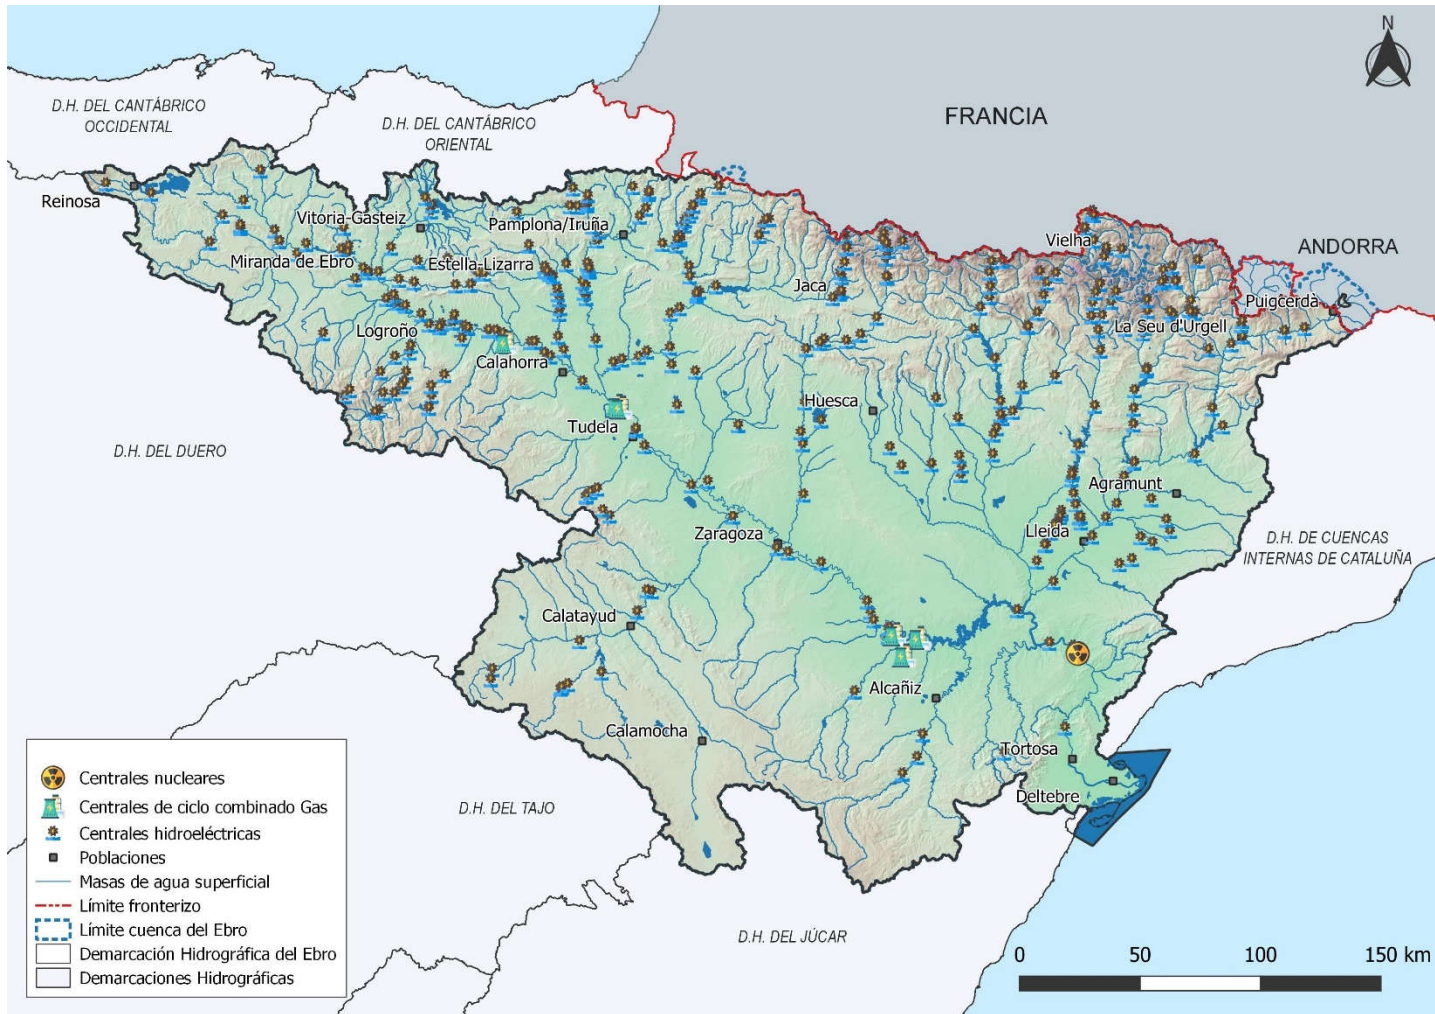 N
FRANCIA
D.H. DEL CANTÁBRICO
OCCIDENTAL
D.H. DEL CANTÁBRICO
ORIENTAL
Reinosa
Vitoria-Gasteiz
Pamplona/Iruña
Vielha
ANDORRA
Miranda de Ebro
Estella-Lizarra
Jaca
Puigcerdà
Logroño
La Seu d'Urgell
Calahorra
Huesca
Tudela
D.H. DEL DUERO
Agramunt
Zaragoza
Lleida
D.H. DE CUENCAS
INTERNAS DE CATALUÑA
Calatayud
Alcañiz
Calamocha
Tortosa
Deltebre
D.H. DEL TAJO
D.H. DEL JÚCAR
Centrales nucleares
Centrales de ciclo combinado Gas
Centrales hidroeléctricas
Poblaciones
Masas de agua superficial
Límite fronterizo
Límite cuenca del Ebro
Demarcación Hidrográfica del Ebro
Demarcaciones Hidrográficas
0 50 100 150 km